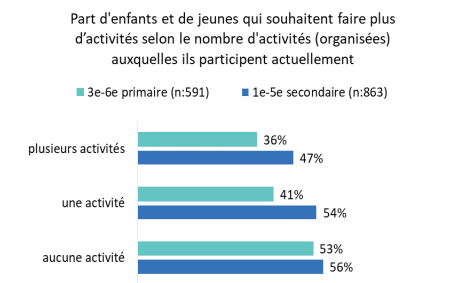 Part d'enfants et de jeunes qui souhaitent faire plus
d’activités selon le nombre d'activités (organisées)
auxquelles ils participent actuellement
3e-6e primaire (n:591) 1e-5e secondaire (n:863)
plusieurs activités 36%
47%
une activité 41%
54%
aucune activité 53%
56%